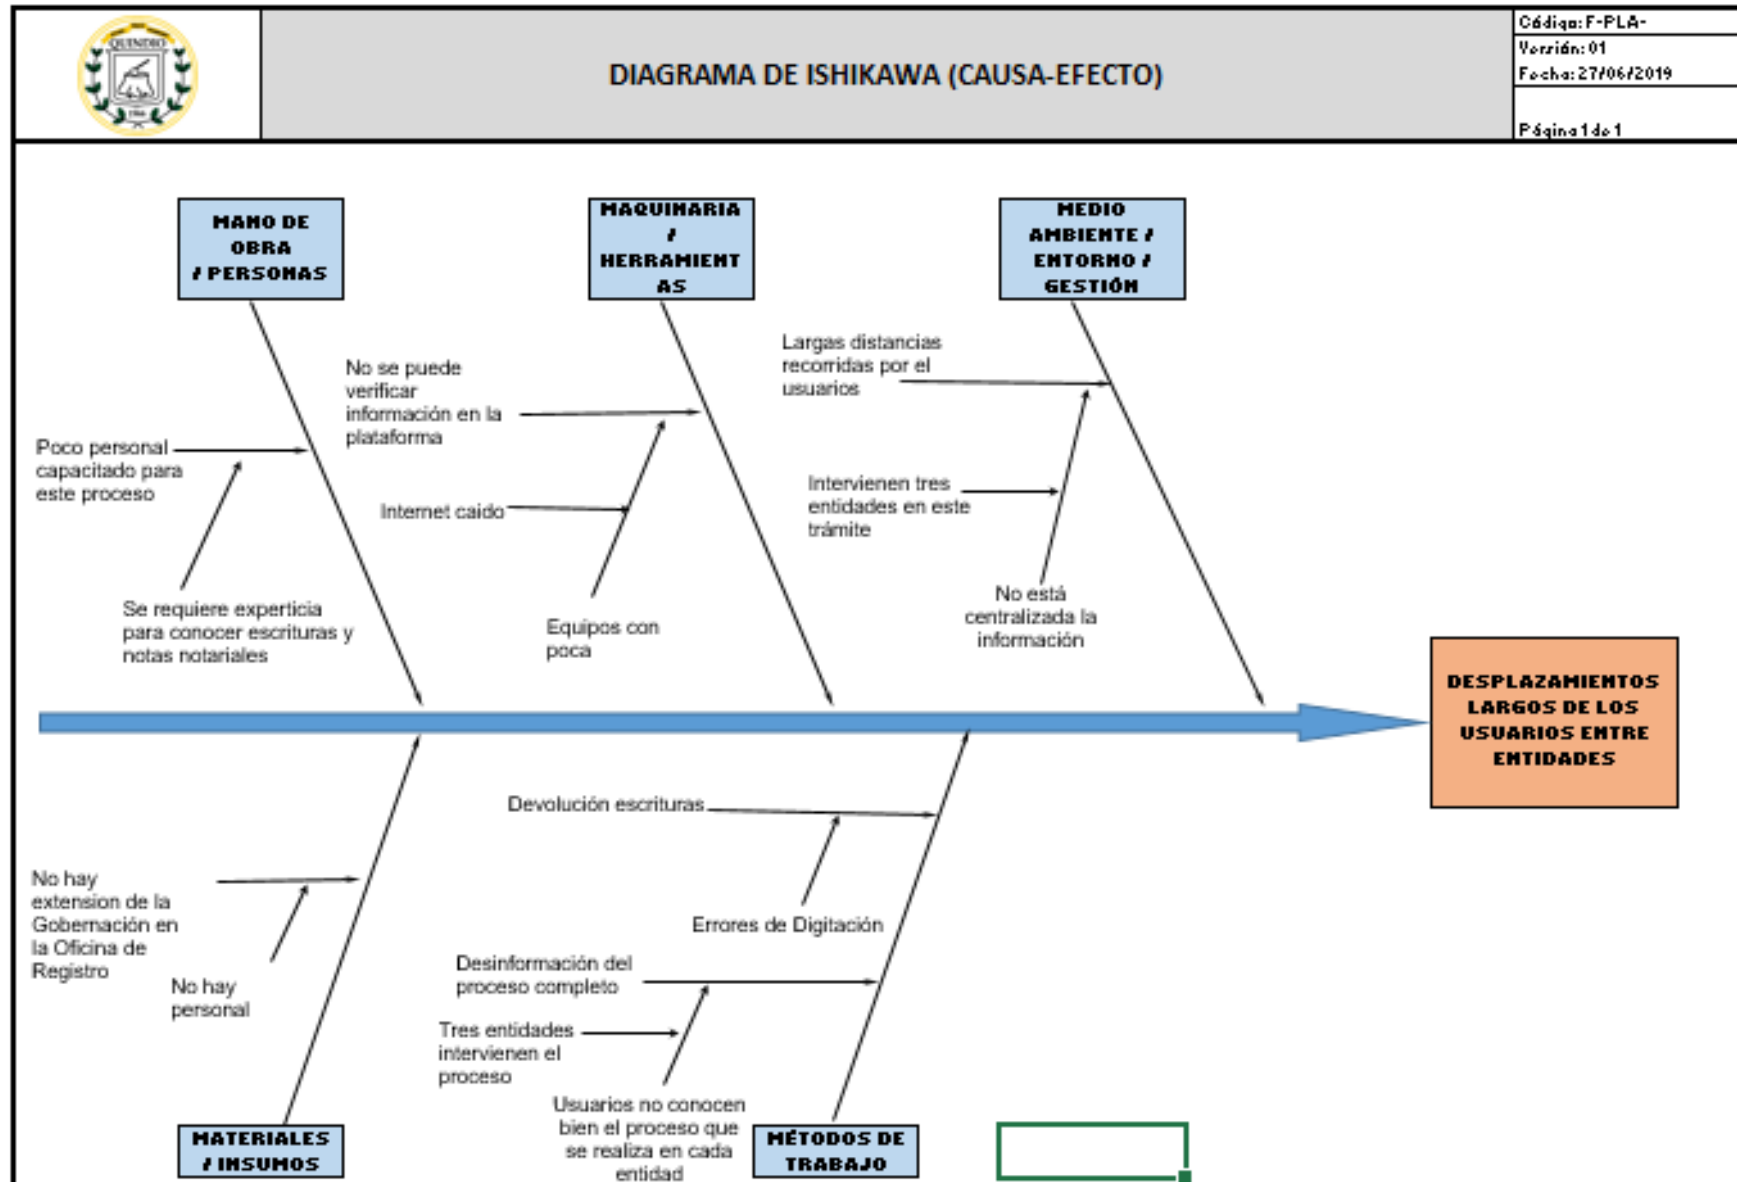 QUINDIO
1966
DIAGRAMA DE ISHIKAWA (CAUSA-EFECTO)
Código: F-PLA-
Versión: 01
Fecha: 27/06/2019
Página 1 de 1
MANO DE
OBRA
/ PERSONAS
MAQUINARIA
/
HERRAMIENT
AS
MEDIO
AMBIENTE /
ENTORNO /
GESTIÓN
Poco personal
capacitado para
este proceso
Se requiere experticia
para conocer escrituras y
notas notariales
No se puede
verificar
información en la
plataforma
Internet caido
Equipos con
poca
Largas distancias
recorridas por el
usuarios
Intervienen tres
entidades en este
trámite
No está
centralizada la
información
DESPLAZAMIENTOS
LARGOS DE LOS
USUARIOS ENTRE
ENTIDADES
No hay
extension de la
Gobernación en
la Oficina de
Registro
No hay
personal
Devolución escrituras
Errores de Digitación
Desinformación del
proceso completo
Tres entidades
intervienen el
proceso
Usuarios no conocen
bien el proceso que
se realiza en cada
entidad
MATERIALES
/ INSUMOS
MÉTODOS DE
TRABAJO